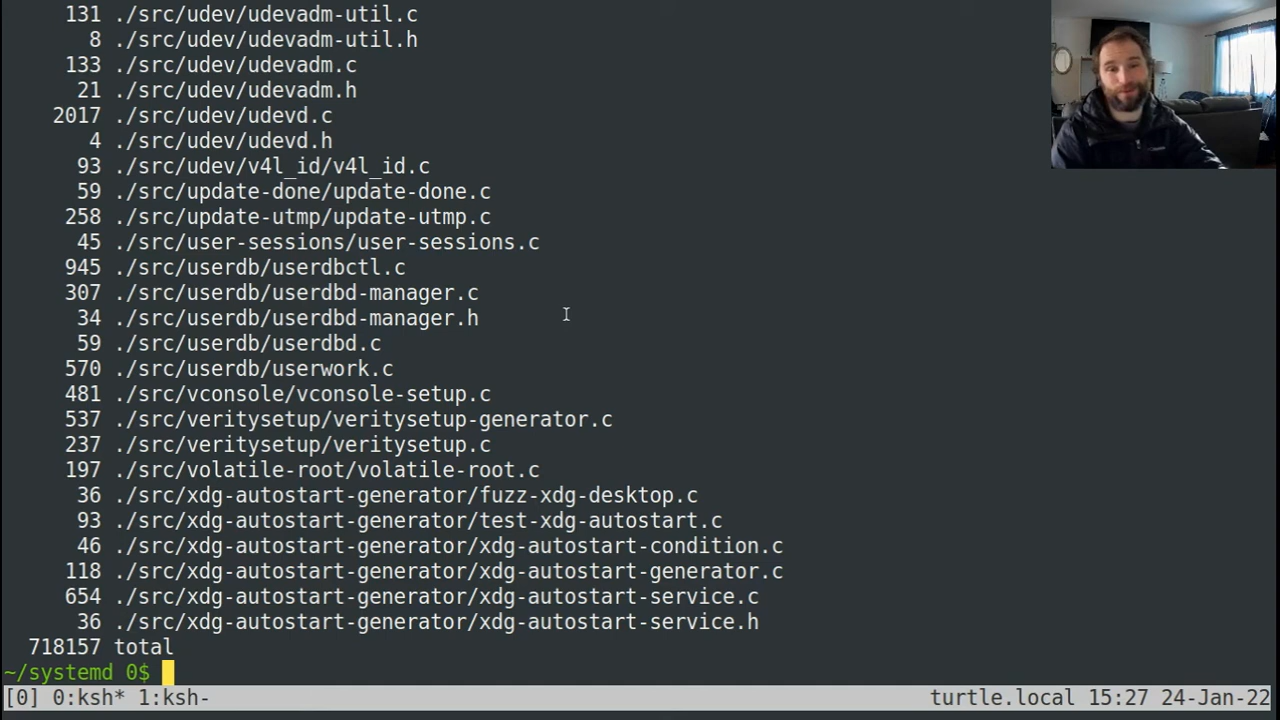 131 ./src/udev/udevadm-util.c
8 ./src/udev/udevadm-util.h
133 ./src/udev/udevadm.c
21 ./src/udev/udevadm.h
2017 ./src/udev/udevd.c
4 ./src/udev/udevd.h
93 ./src/udev/v4l_id/v4l_id.c
59 ./src/update-done/update-done.c
258 ./src/update-utmp/update-utmp.c
45 ./src/user-sessions/user-sessions.c
945 ./src/userdb/userdbctl.c
307 ./src/userdb/userdbd-manager.c
34 ./src/userdb/userdbd-manager.h
59 ./src/userdb/userdbd.c
570 ./src/userdb/userwork.c
481 ./src/vconsole/vconsole-setup.c
537 ./src/veritysetup/veritysetup-generator.c
237 ./src/veritysetup/veritysetup.c
197 ./src/volatile-root/volatile-root.c
36 ./src/xdg-autostart-generator/fuzz-xdg-desktop.c
93 ./src/xdg-autostart-generator/test-xdg-autostart.c
46 ./src/xdg-autostart-generator/xdg-autostart-condition.c
118 ./src/xdg-autostart-generator/xdg-autostart-generator.c
654 ./src/xdg-autostart-generator/xdg-autostart-service.c
36 ./src/xdg-autostart-generator/xdg-autostart-service.h
718157 total
~/systemd 0$
[0] 0:ksh* 1:ksh- turtle.local 15:27 24-Jan-22